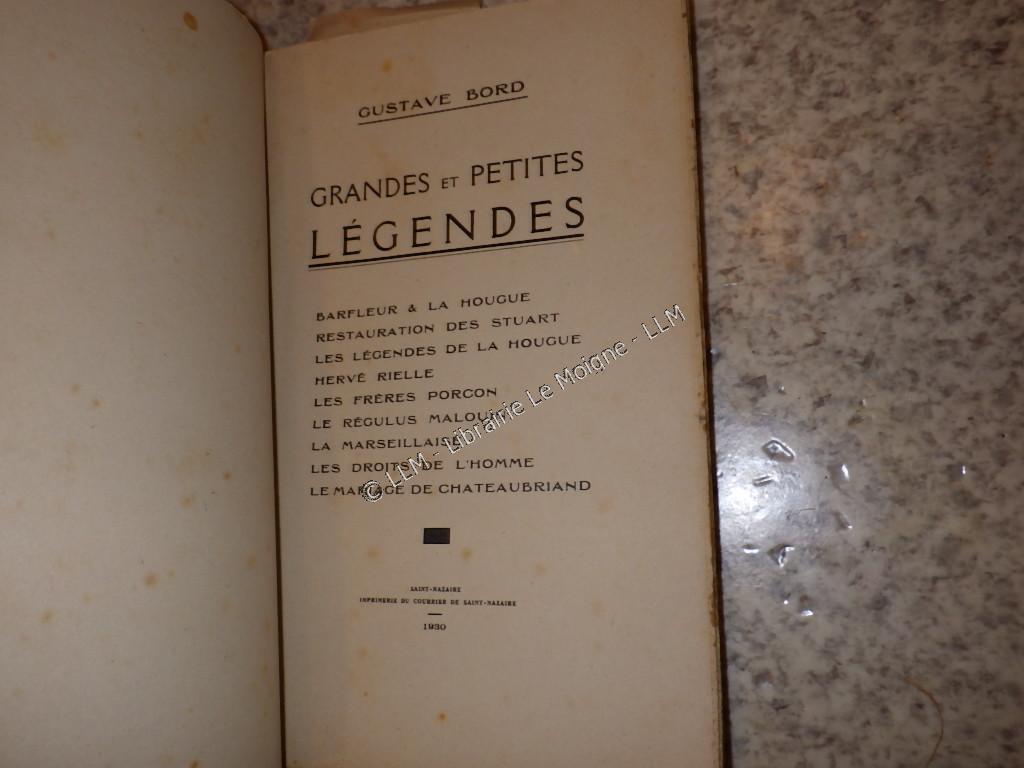 GUSTAVE BORD
GRANDES ET PETITES
LÉGENDES
BARFLEUR & LA HOUGUE
RESTAURATION DES STUART
LES LÉGENDES DE LA HOUGUE
HERVÉ RIELLE
LES FRÈRES PORCON
LE RÉGULUS MALOUIN
LA MARSEILLAISE
LES DROITS DE L'HOMME
LE MARIAGE DE CHATEAUBRIAND
SAINT-NAZAIRE
IMPRIMERIE DU COURRIER DE SAINT-NAZAIRE
1930
© LLM - Librairie Le Moigne - LLM